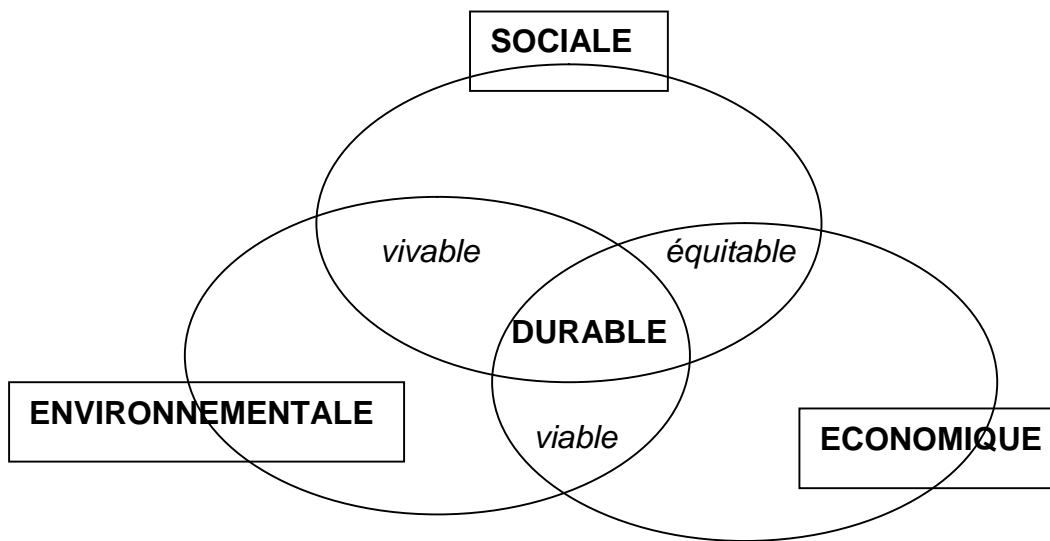 SOCIALE
vivable
équitable
DURABLE
ENVIRONNEMENTALE
viable
ECONOMIQUE